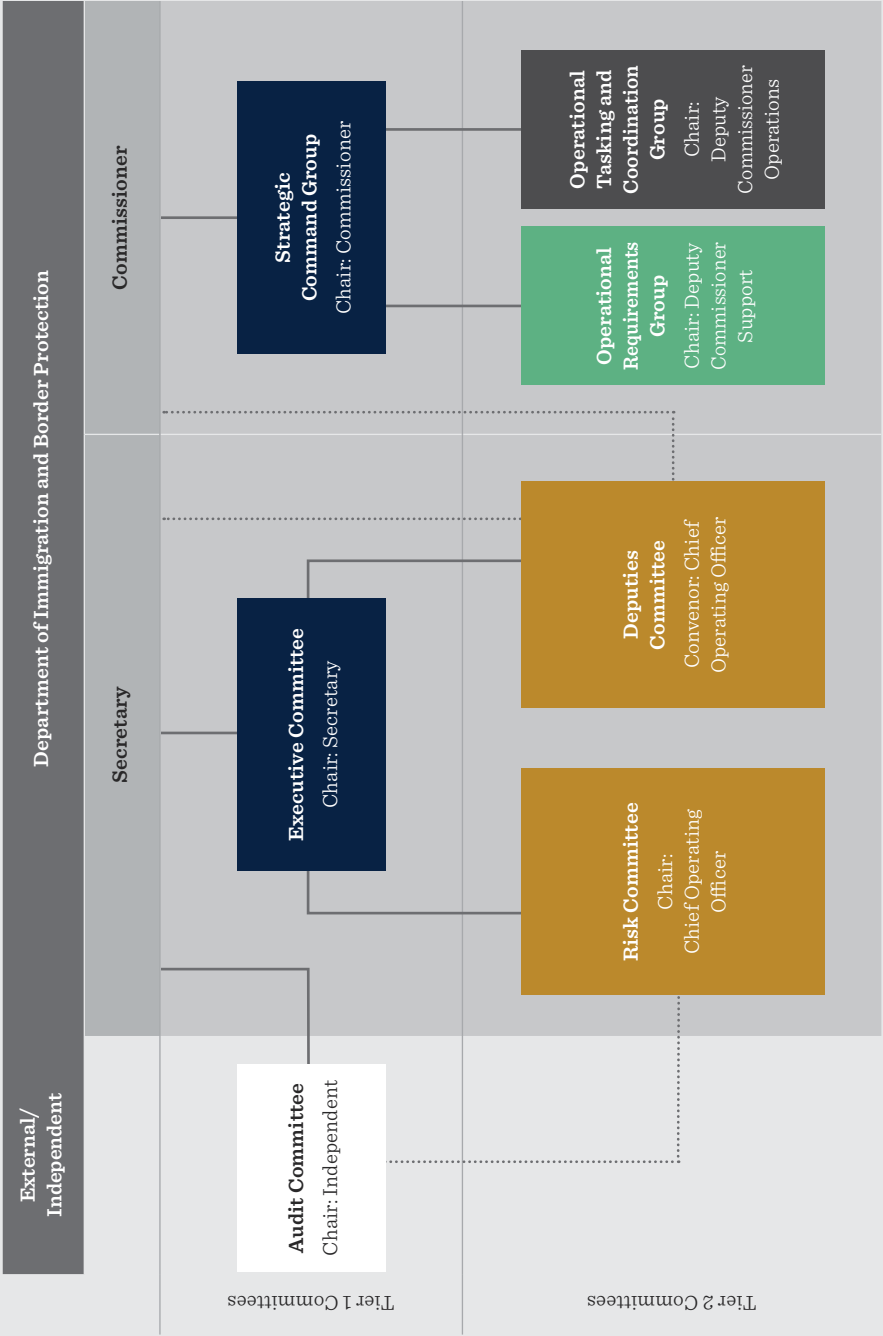 External/
Independent
Department of Immigration and Border Protection
Secretary
Commissioner
Tier 1 Committees
Audit Committee
Chair: Independent
Executive Committee
Chair: Secretary
Strategic
Command Group
Chair: Commissioner
Tier 2 Committees
Risk Committee
Chair:
Chief Operating
Officer
Deputies
Committee
Convenor: Chief
Operating Officer
Operational
Requirements
Group
Chair: Deputy
Commissioner
Support
Operational
Tasking and
Coordination
Group
Chair:
Deputy
Commissioner
Operations